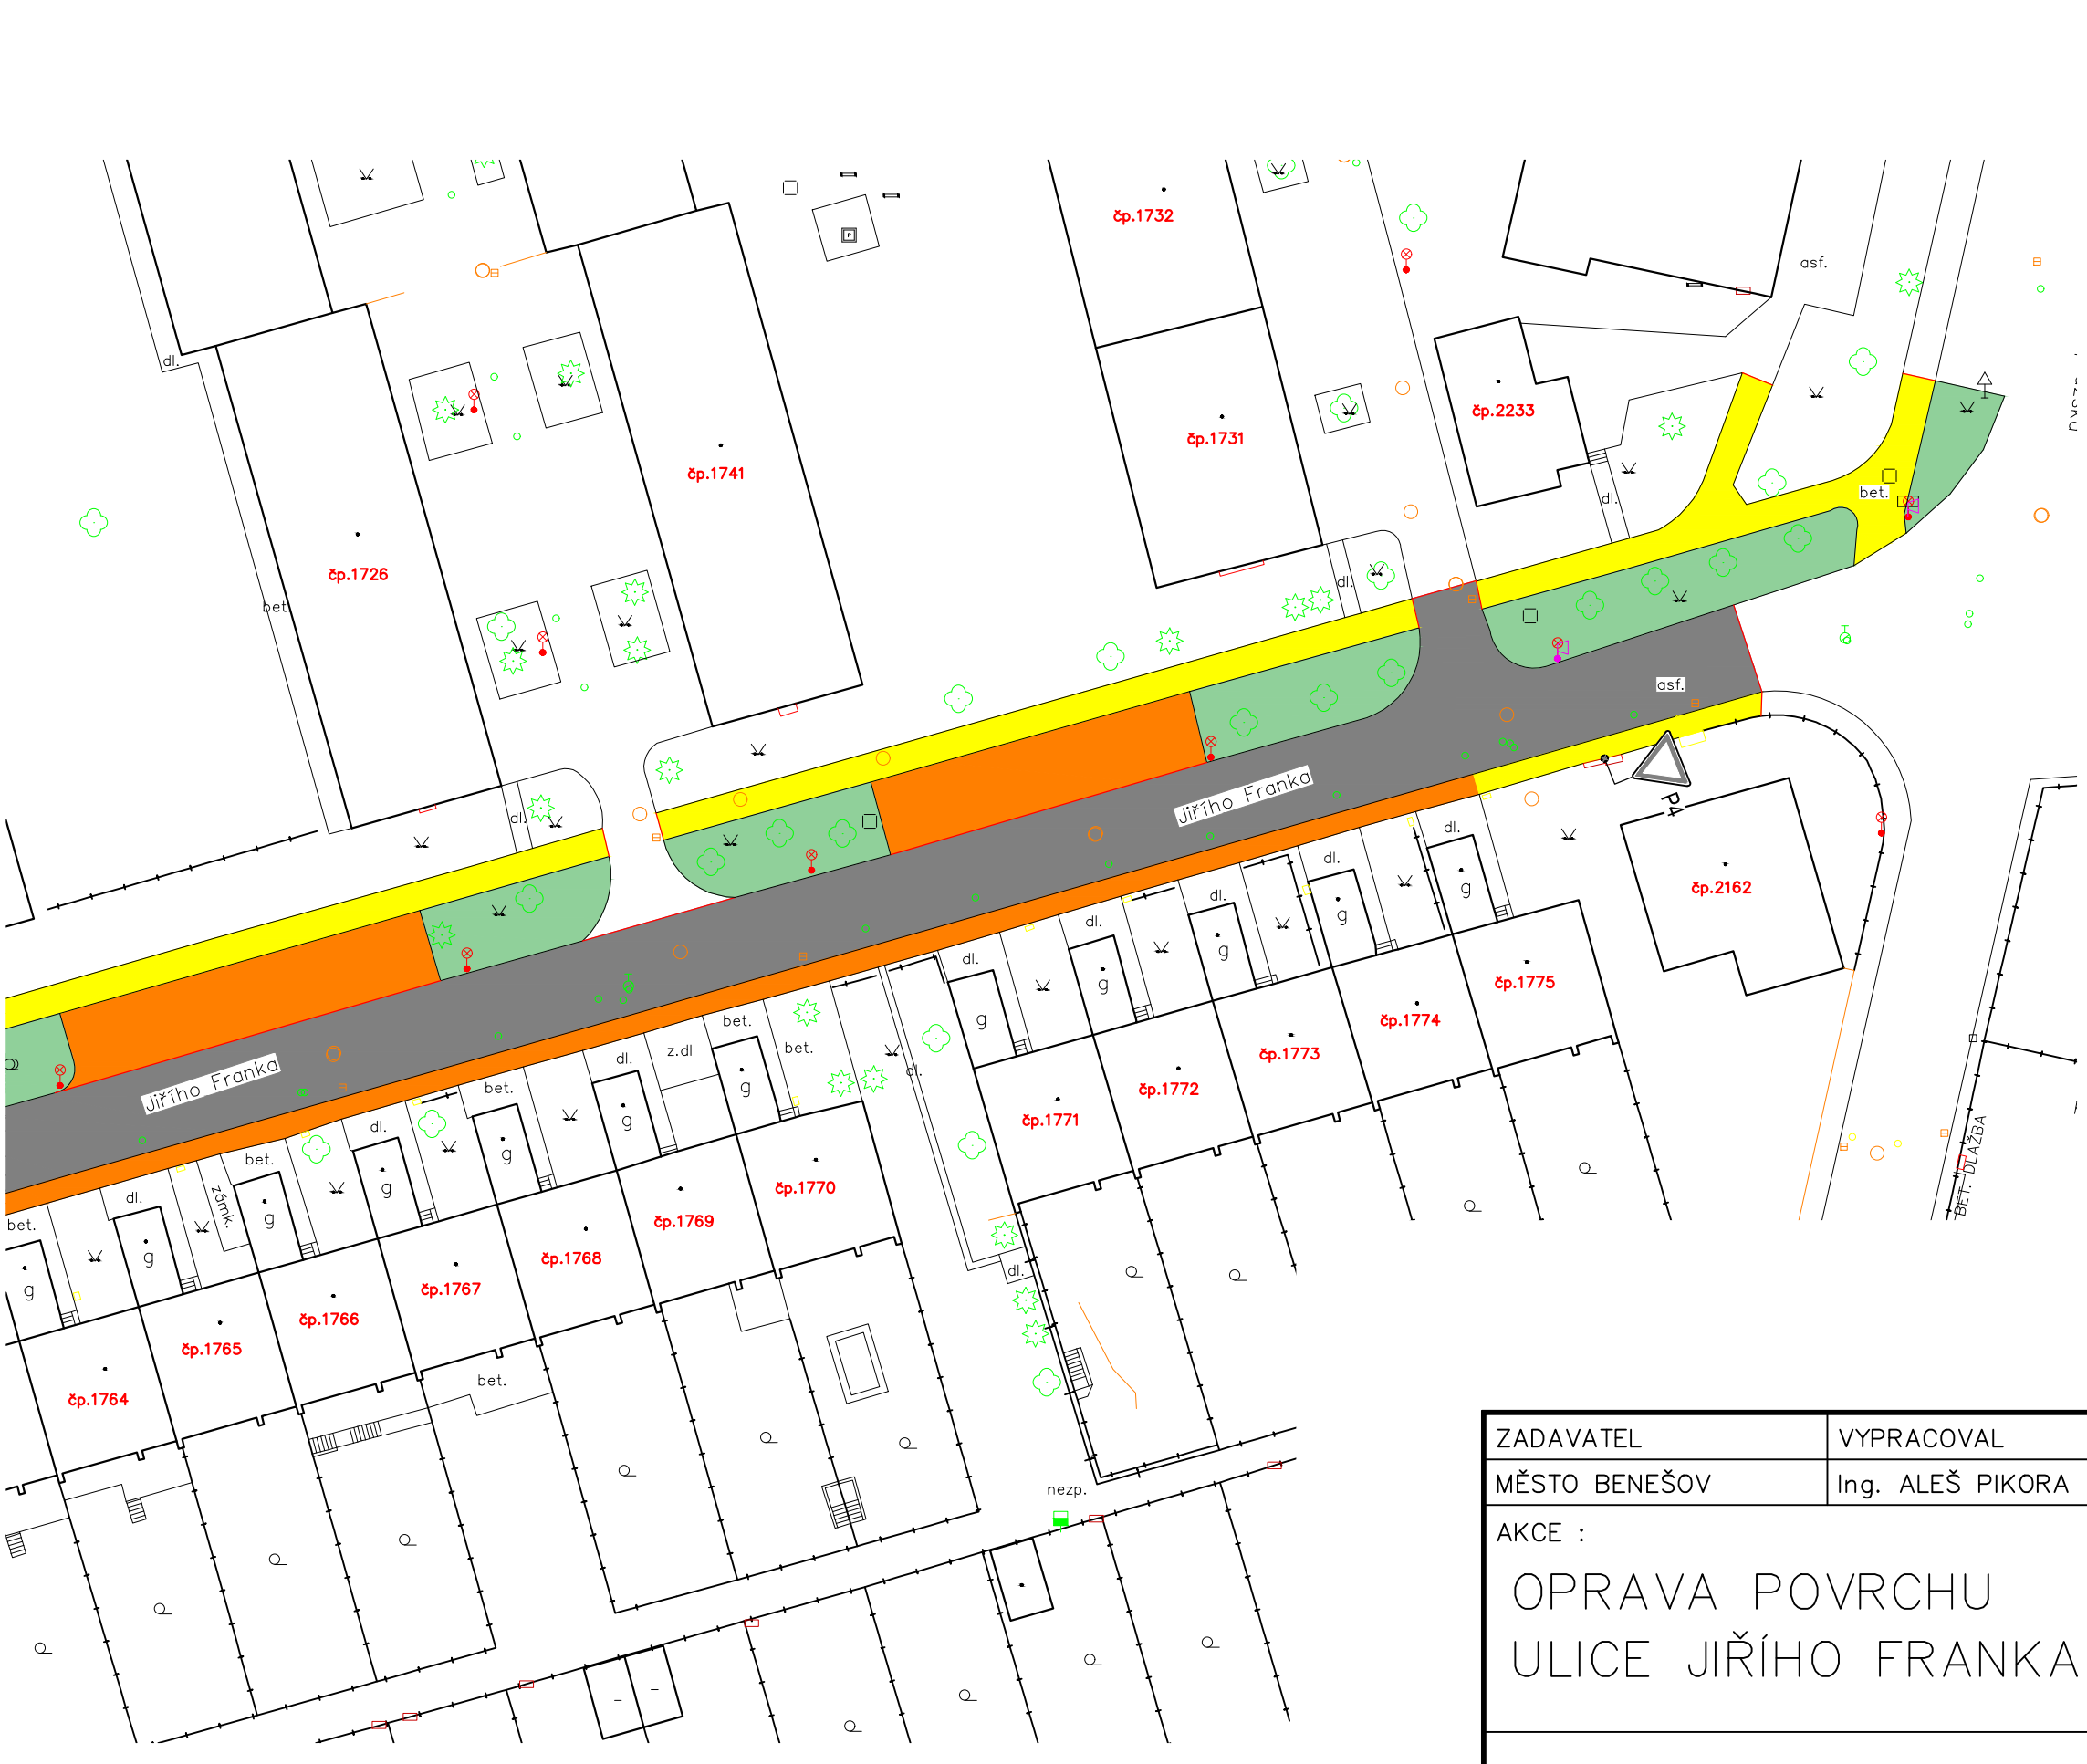 čp.1732
asf.
dl.
čp.2233
čp.1731
čp.1741
dl.
bet.
čp.1726
bet.
dl.
asf.
Jiřího Franka
P4
dl.
dl.
dl.
čp.2162
g
dl.
g
dl.
g
dl.
g
dl.
g
čp.1775
čp.1774
čp.1773
čp.1772
čp.1771
Jiřího Franka
bet.
bet.
z.dl
dl.
g
dl.
g
bet.
g
dl.
g
bet.
g
zámk.
dl.
g
bet.
g
čp.1770
čp.1769
čp.1768
čp.1767
čp.1766
čp.1765
čp.1764
dl.
bet.
BET. DLAŽBA
nezp.
ZADAVATEL VYPRACOVAL
MĚSTO BENEŠOV Ing. ALEŠ PIKORA
AKCE :
OPRAVA POVRCHU
ULICE JIŘÍHO FRANKA